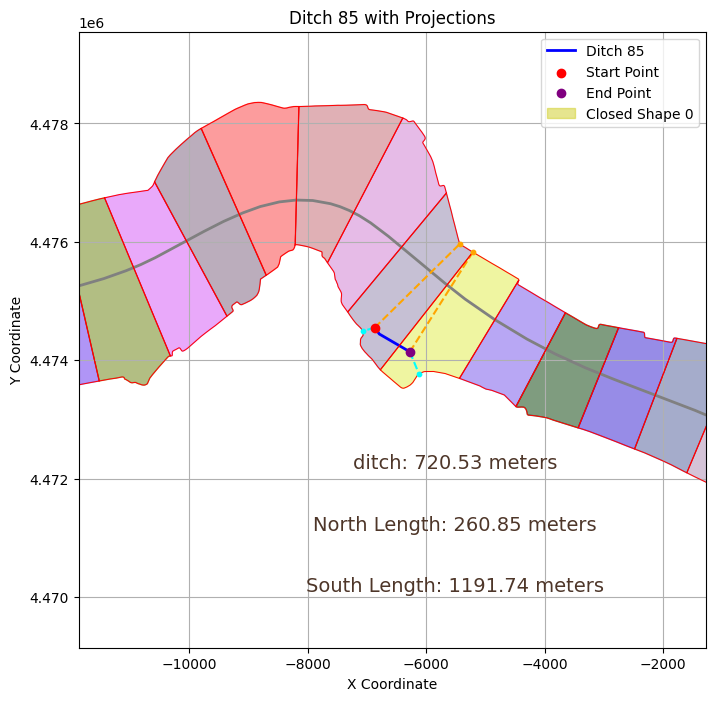 Ditch 85 with Projections
1e6
Ditch 85
Start Point
End Point
Closed Shape 0
4.478
4.476
4.474
4.472
4.470
Y Coordinate
ditch: 720.53 meters
North Length: 260.85 meters
South Length: 1191.74 meters
−10000
−8000
−6000
−4000
−2000
X Coordinate